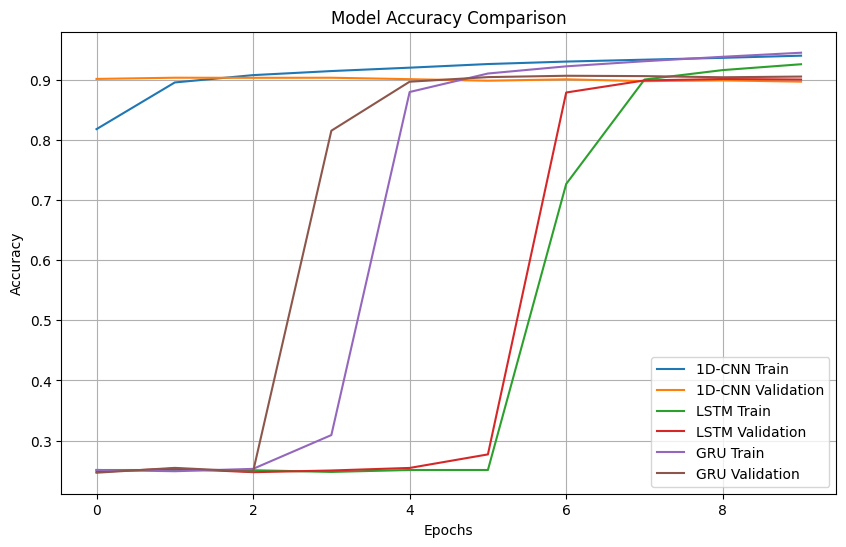 Model Accuracy Comparison
0.9
0.8
0.7
0.6
0.5
0.4
0.3
Accuracy
0 2 4 6 8
Epochs
1D-CNN Train
1D-CNN Validation
LSTM Train
LSTM Validation
GRU Train
GRU Validation